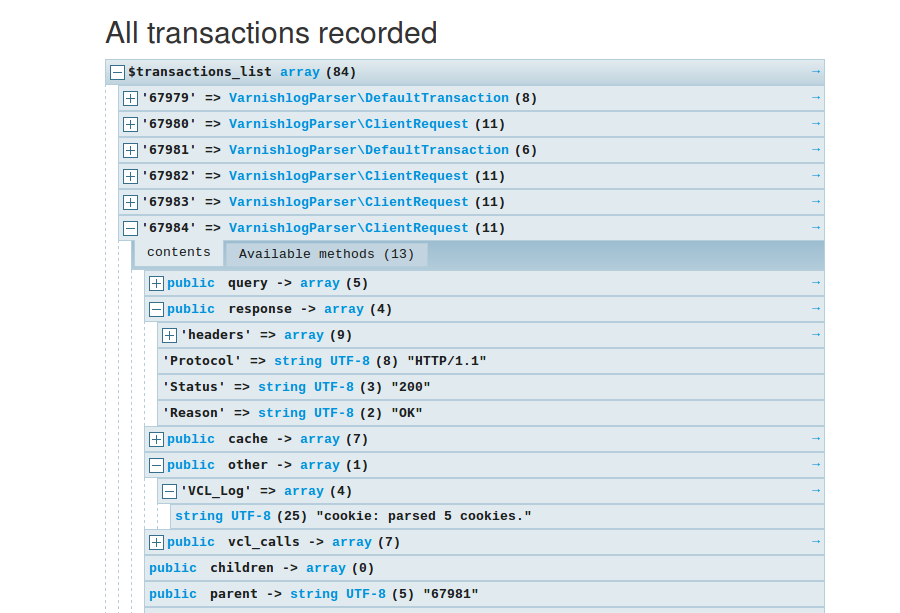 All transactions recorded
$transactions_list array (84) →
'67979' => VarnishlogParser\DefaultTransaction (8) →
'67980' => VarnishlogParser\ClientRequest (11) →
'67981' => VarnishlogParser\DefaultTransaction (6) →
'67982' => VarnishlogParser\ClientRequest (11) →
'67983' => VarnishlogParser\ClientRequest (11) →
'67984' => VarnishlogParser\ClientRequest (11) →
contents Available methods (13)
public query -> array (5) →
public response -> array (4) →
'headers' => array (9) →
'Protocol' => string UTF-8 (8) "HTTP/1.1"
'Status' => string UTF-8 (3) "200"
'Reason' => string UTF-8 (2) "OK"
public cache -> array (7) →
public other -> array (1) →
'VCL_Log' => array (4) →
string UTF-8 (25) "cookie: parsed 5 cookies."
public vcl_calls -> array (7) →
public children -> array (0)
public parent -> string UTF-8 (5) "67981"